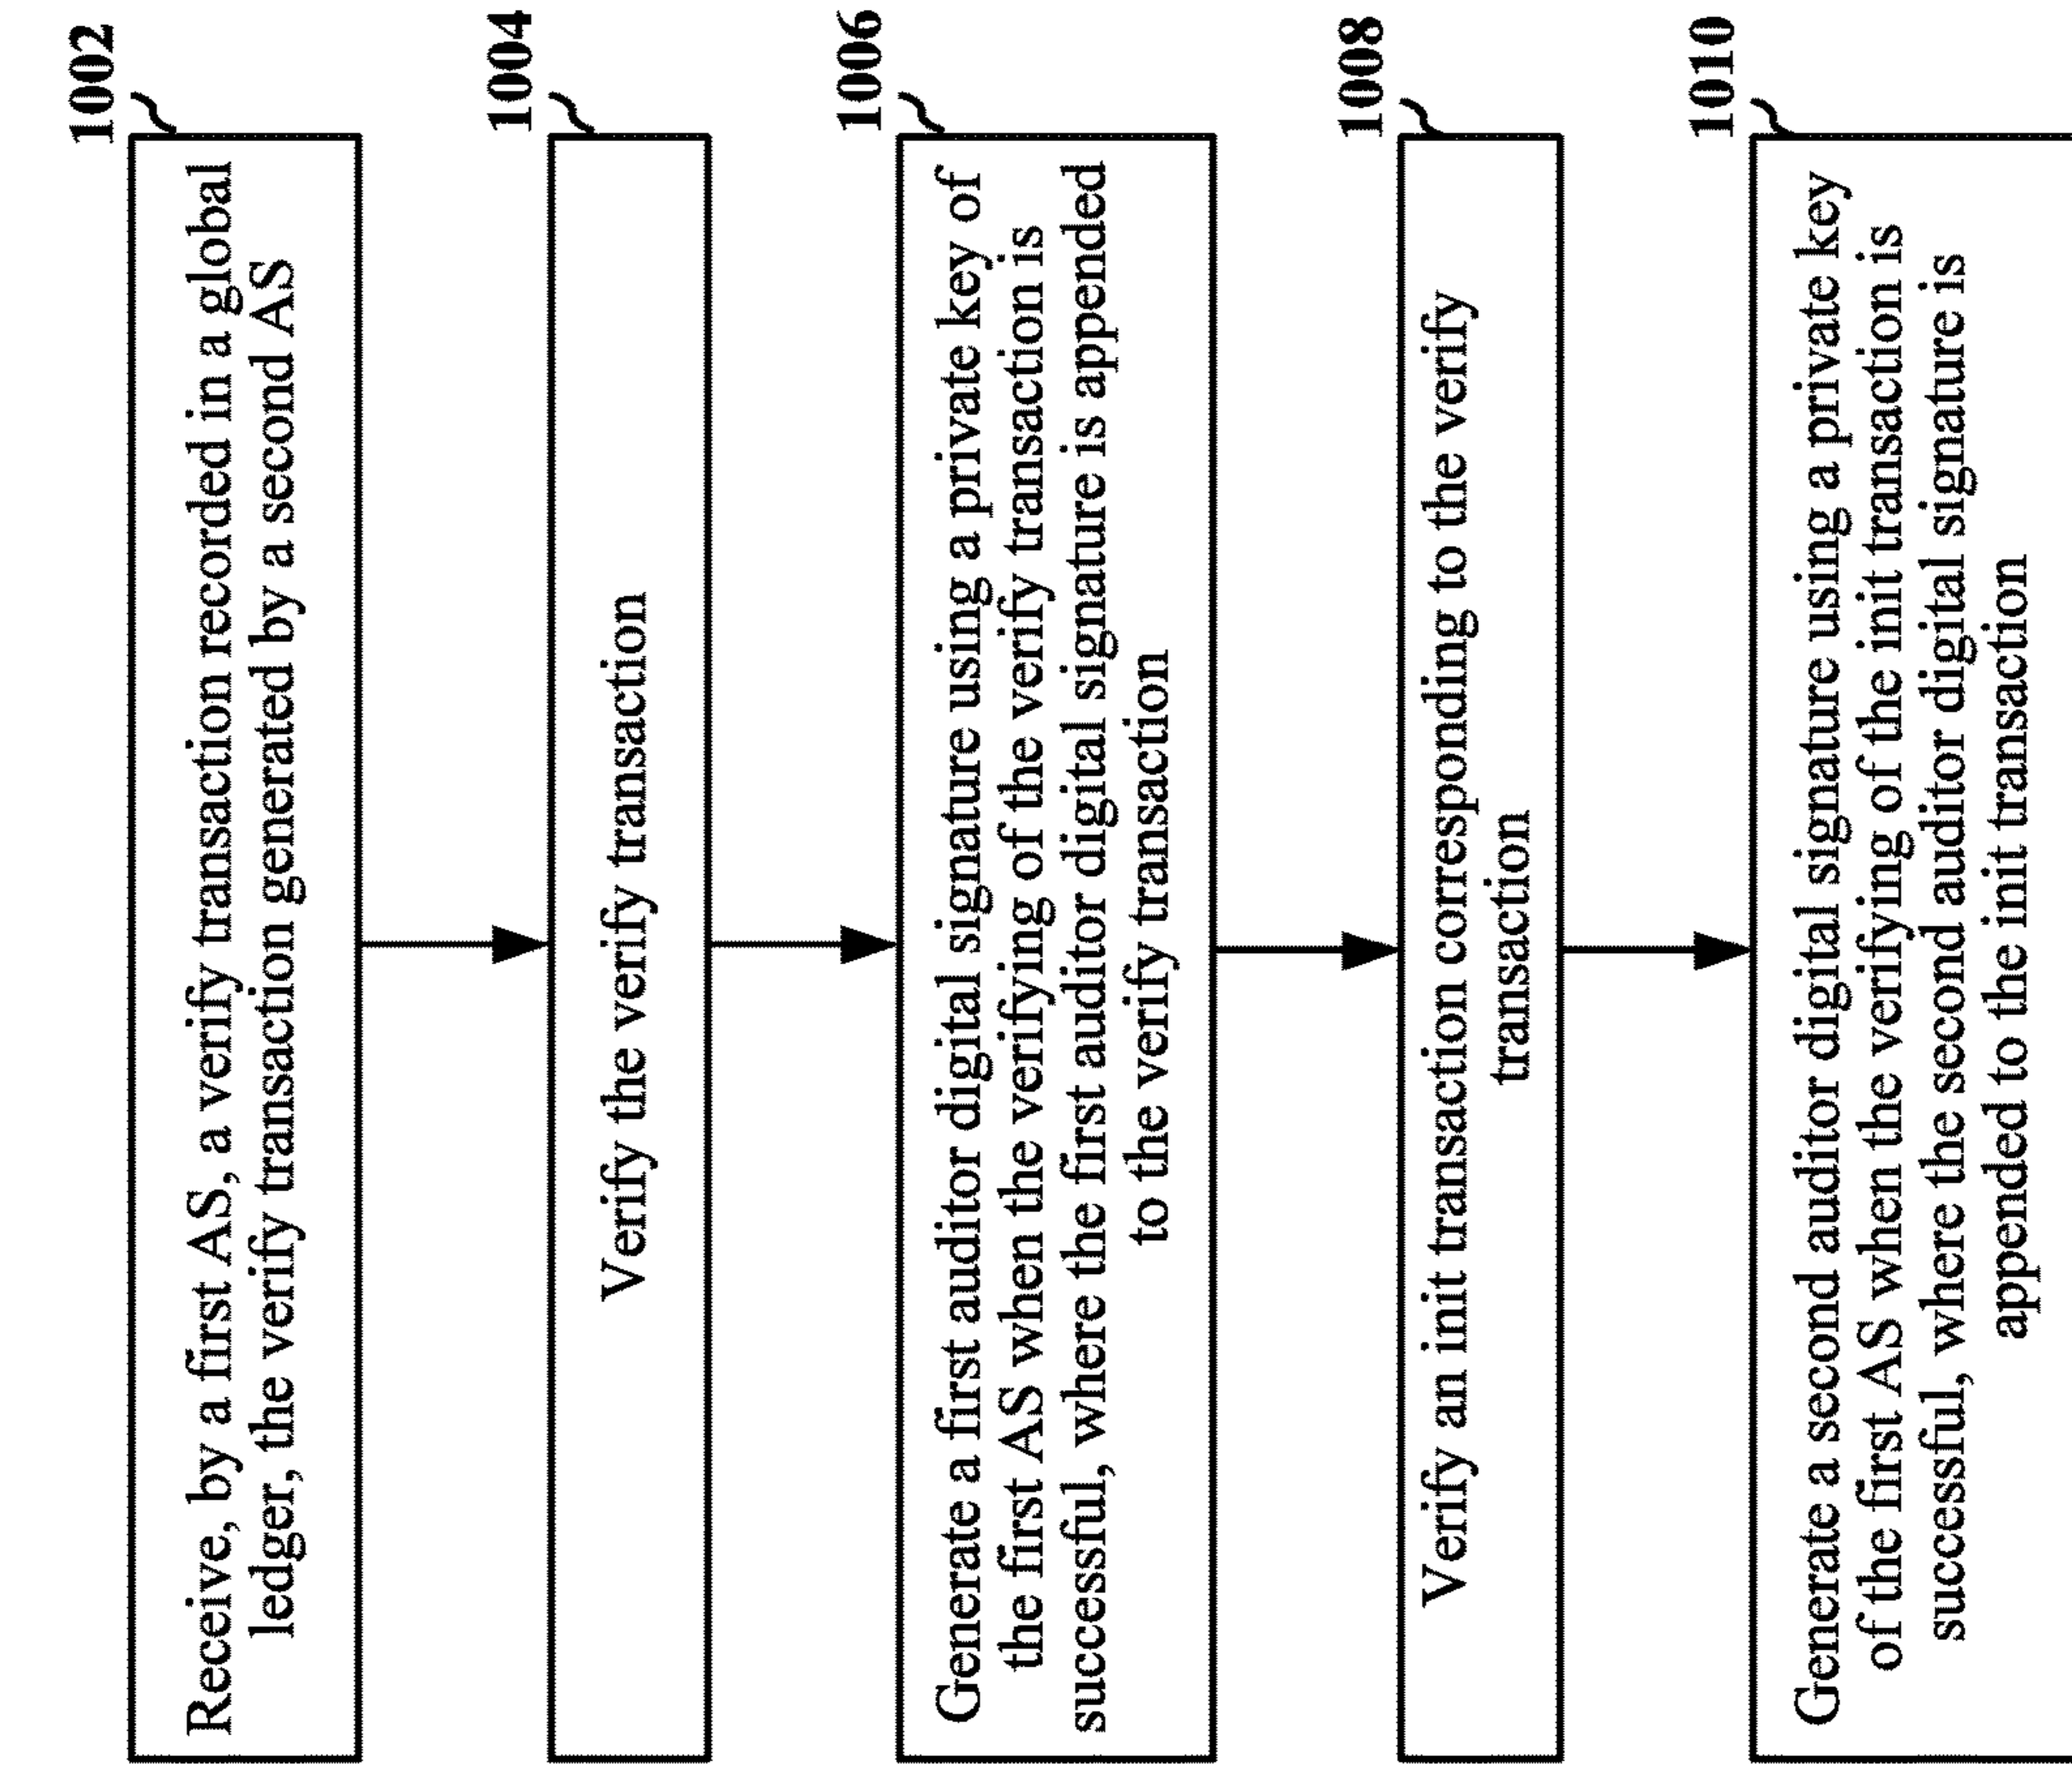 1002
Receive, by a first AS, a verify transaction recorded in a global
ledger, the verify transaction generated by a second AS
1004
Verify the verify transaction
1006
Generate a first auditor digital signature using a private key of
the first AS when the verifying of the verify transaction is
successful, where the first auditor digital signature is appended
to the verify transaction
1008
Verify an init transaction corresponding to the verify
transaction
1010
Generate a second auditor digital signature using a private key
of the first AS when the verifying of the init transaction is
successful, where the second auditor digital signature is
appended to the init transaction